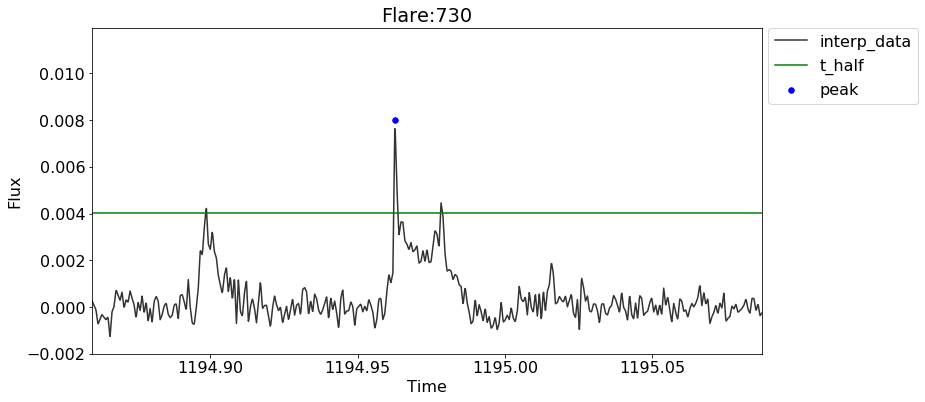 Flare:730
interp_data
t_half
peak
0.010
0.008
0.006
0.004
0.002
0.000
−0.002
Flux
1194.90
1194.95
1195.00
1195.05
Time